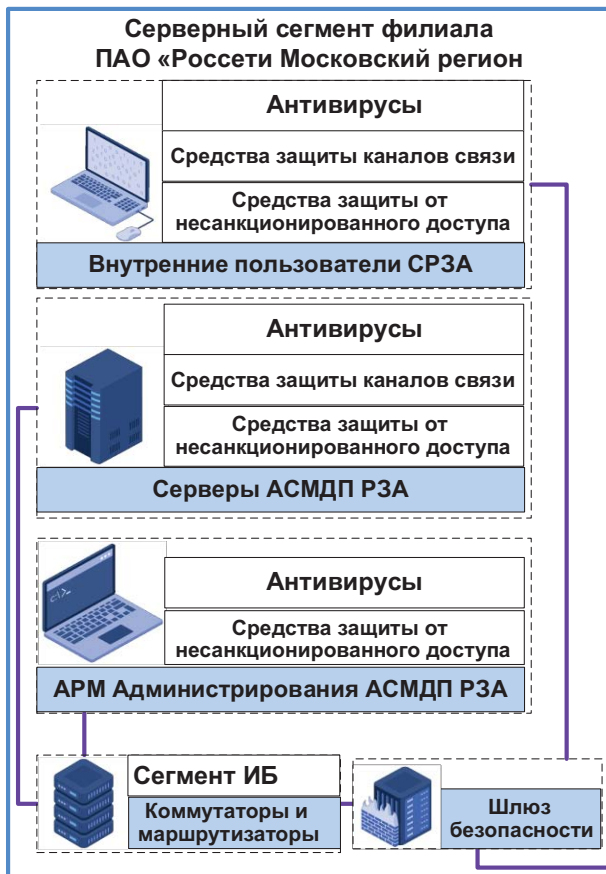 Серверный сегмент филиала
ПАО «Россети Московский регион
Антивирусы
Средства защиты каналов связи
Средства защиты от
несанкционированного доступа
Внутренние пользователи СРЗА
Антивирусы
Средства защиты каналов связи
Средства защиты от
несанкционированного доступа
Серверы АСМДП РЗА
Антивирусы
Средства защиты от
несанкционированного доступа
АРМ Администрирования АСМДП РЗА
Сегмент ИБ
Коммутаторы и
маршрутизаторы
Шлюз
безопасности